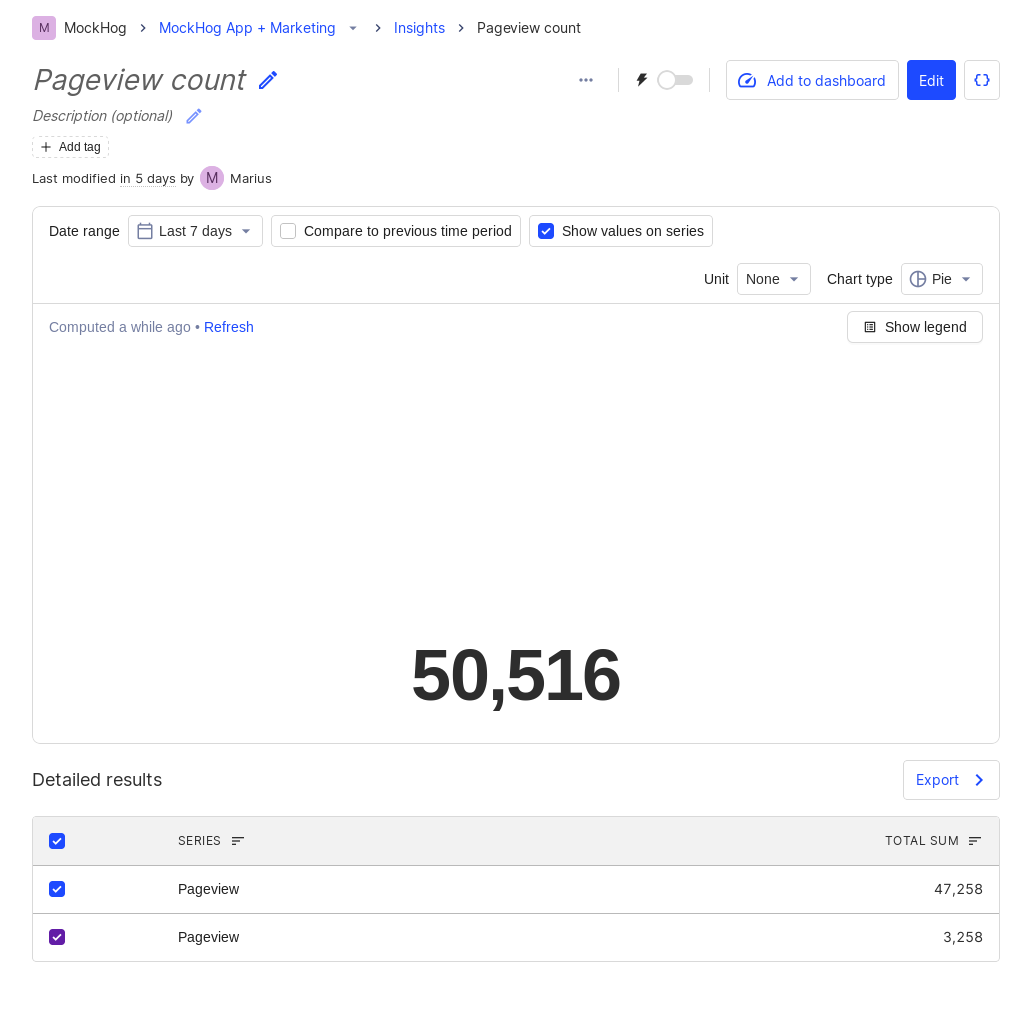 M MockHog > MockHog App + Marketing > Insights > Pageview count
Pageview count
Add to dashboard Edit {}
Description (optional)
+ Add tag
Last modified in 5 days by M Marius
Date range Last 7 days Compare to previous time period Show values on series
Unit None Chart type Pie
Computed a while ago • Refresh Show legend
50,516
Detailed results Export
SERIES TOTAL SUM
Pageview 47,258
Pageview 3,258